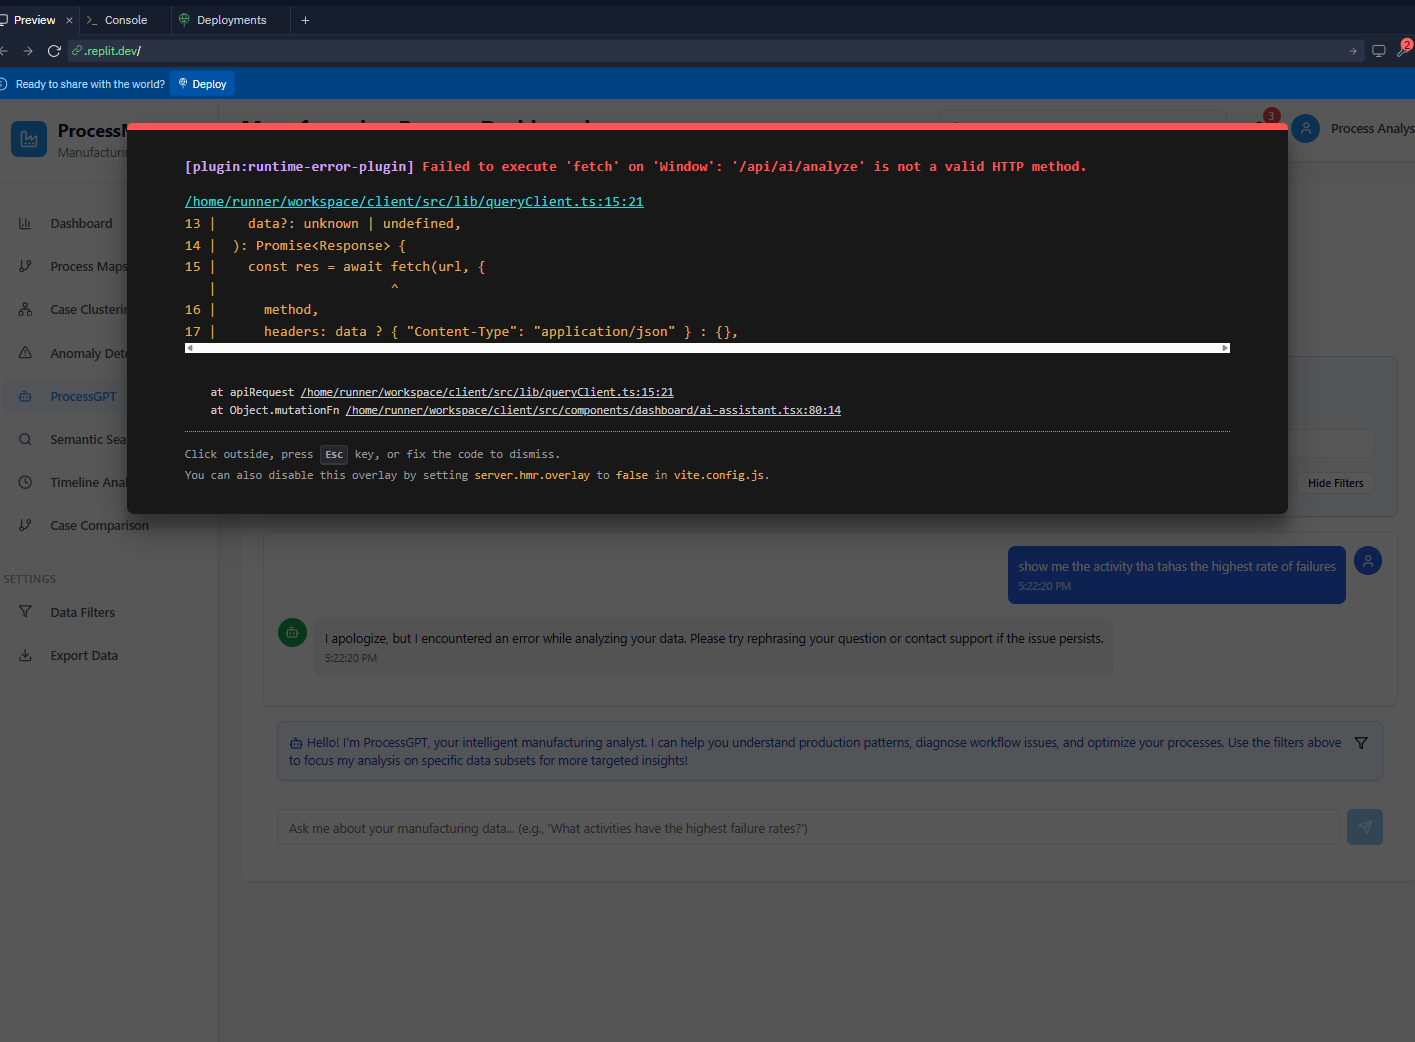 Preview
Console
Deployments
.replit.dev/
2
Ready to share with the world?
Deploy
Manufacturing Process Dashboard
3
Process Analys
Manufacturin
[plugin:runtime-error-plugin] Failed to execute 'fetch' on 'Window': '/api/ai/analyze' is not a valid HTTP method.
/home/runner/workspace/client/src/lib/queryClient.ts:15:21
13 |    data?: unknown | undefined,
14 |  ): Promise<Response> {
15 |    const res = await fetch(url, {
   |                      ^
16 |      method,
17 |      headers: data ? { "Content-Type": "application/json" } : {},
at apiRequest /home/runner/workspace/client/src/lib/queryClient.ts:15:21
at Object.mutationFn /home/runner/workspace/client/src/components/dashboard/ai-assistant.tsx:80:14
Click outside, press Esc key, or fix the code to dismiss.
You can also disable this overlay by setting server.hmr.overlay to false in vite.config.js.
Dashboard
Process Maps
Case Clusterin
Anomaly Dete
ProcessGPT
Semantic Sea
Timeline Anal
Case Comparison
SETTINGS
Data Filters
Export Data
Hide Filters
show me the activity tha tahas the highest rate of failures
5:22:20 PM
I apologize, but I encountered an error while analyzing your data. Please try rephrasing your question or contact support if the issue persists.
5:22:20 PM
Hello! I'm ProcessGPT, your intelligent manufacturing analyst. I can help you understand production patterns, diagnose workflow issues, and optimize your processes. Use the filters above
to focus my analysis on specific data subsets for more targeted insights!
Ask me about your manufacturing data... (e.g., 'What activities have the highest failure rates?')